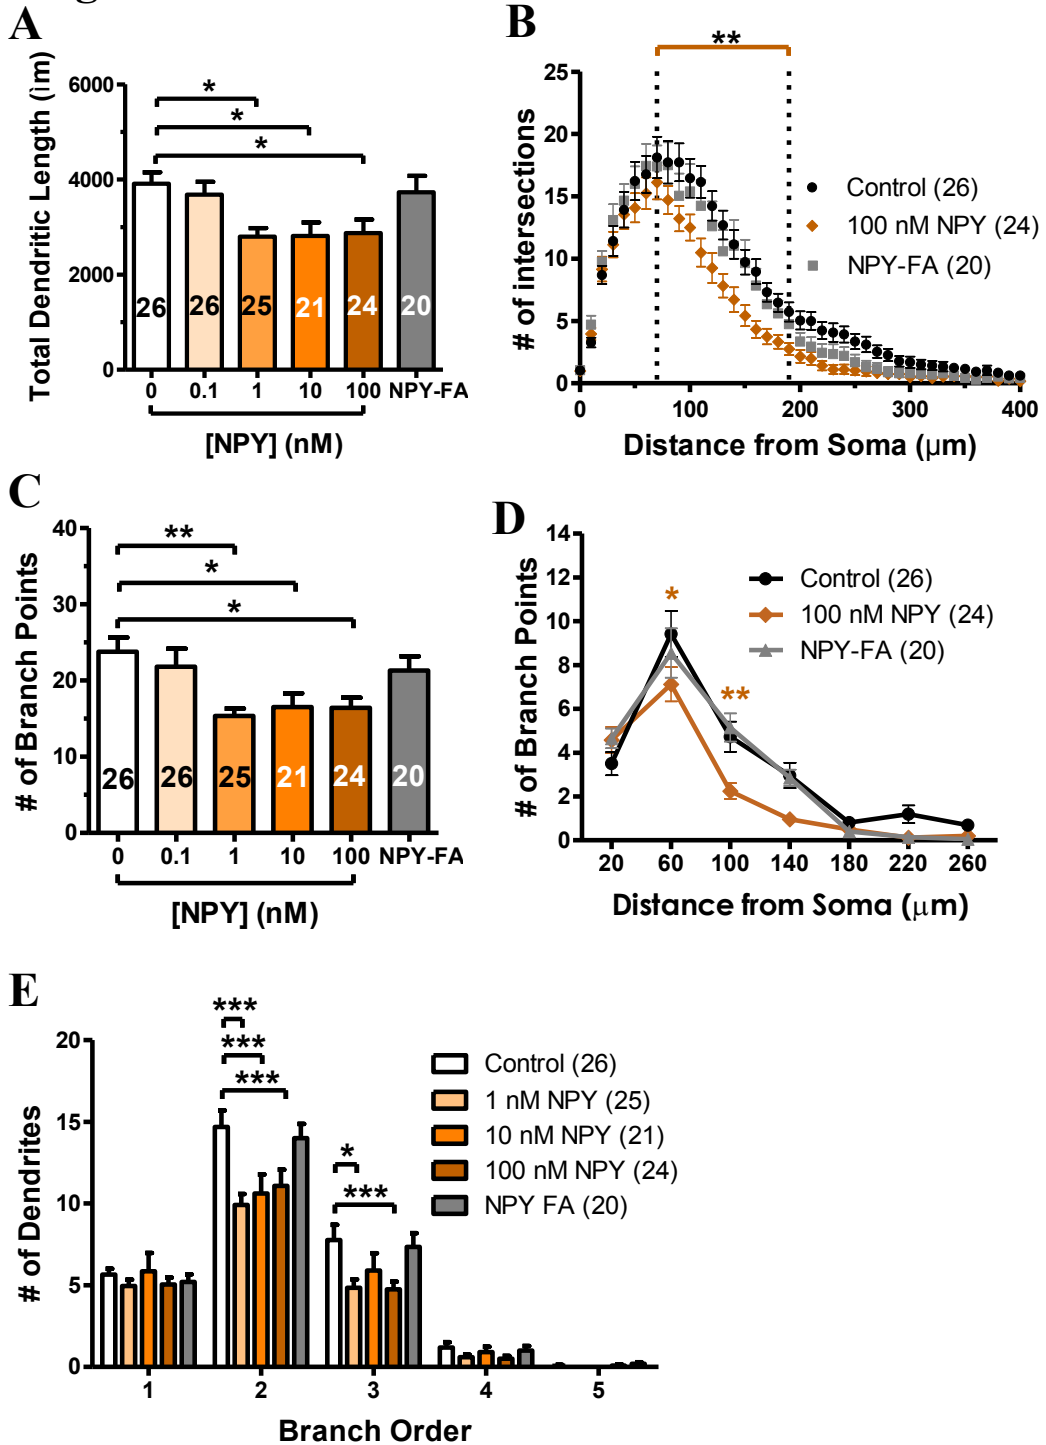 A
Total Dendritic Length (ìm)
6000
4000
2000
0
*
*
*
26
26
25
21
24
20
0
0.1
1
10
100
NPY-FA
[NPY] (nM)
B
**
# of intersections
25
20
15
10
5
0
Control (26)
100 nM NPY (24)
NPY-FA (20)
0
100
200
300
400
Distance from Soma (µm)
C
# of Branch Points
40
30
20
10
0
**
*
*
26
26
25
21
24
20
0
0.1
1
10
100
NPY-FA
[NPY] (nM)
D
# of Branch Points
14
12
10
8
6
4
2
0
*
**
Control (26)
100 nM NPY (24)
NPY-FA (20)
20
60
100
140
180
220
260
Distance from Soma (µm)
E
# of Dendrites
20
15
10
5
0
***
***
***
*
***
Control (26)
1 nM NPY (25)
10 nM NPY (21)
100 nM NPY (24)
NPY FA (20)
1
2
3
4
5
Branch Order